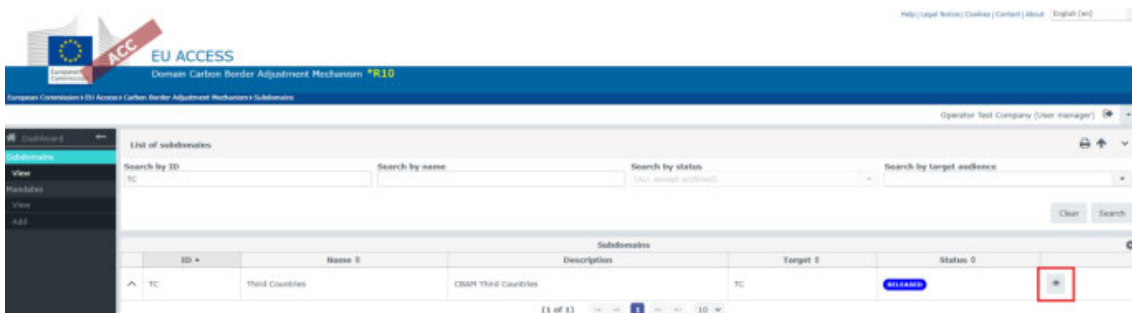 Help | Legal Notice | Cookies | Contact | About English [en]
ACC
EU ACCESS
European Commission
Domain Carbon Border Adjustment Mechanism *R10
European Commission › EU Access › Carbon Border Adjustment Mechanism › Subdomains
Operator Test Company (User manager)
Dashboard
Subdomains
View
Mandates
View
Add
List of subdomains
Search by ID Search by name Search by status Search by target audience
TC (ALL except archived)
Clear Search
Subdomains
ID Name Description Target Status
TC Third Countries CBAM Third Countries TC RELEASED
(1 of 1) 1 10